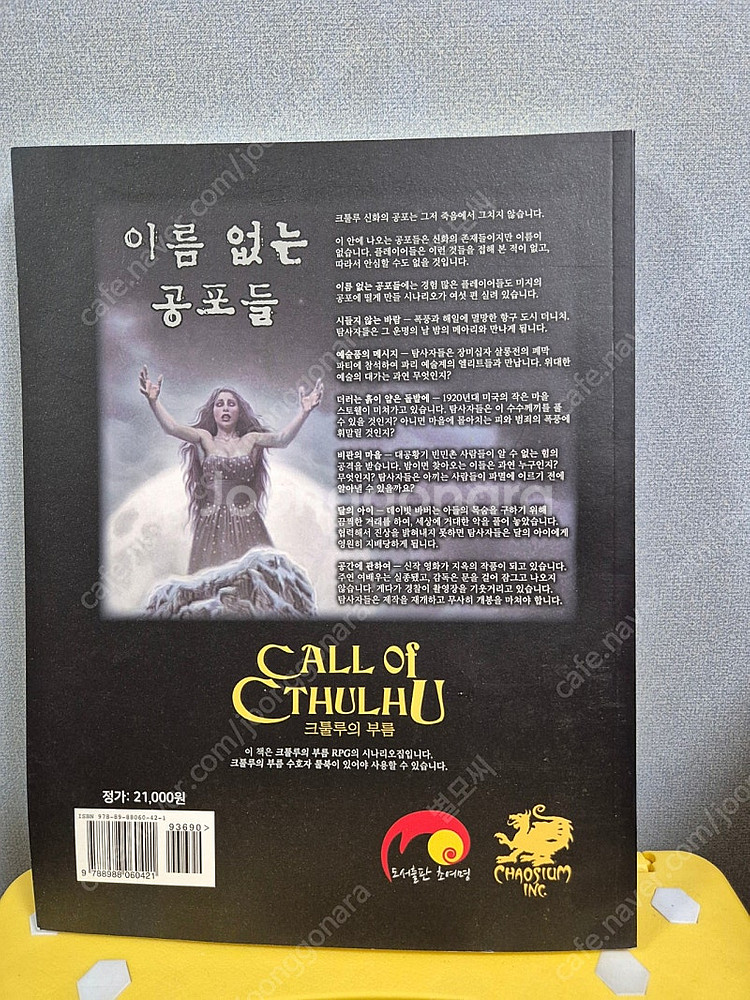 이름 없는
공포들
크툴루 신화의 공포는 그저 죽음에서 그치지 않습니다.
이 안에 나오는 공포들은 신화의 존재들이지만 이름이
없습니다. 플레이어들은 이런 것들을 접해 본 적이 없고,
따라서 안심할 수도 없을 것입니다.
이름 없는 공포들에는 경험 많은 플레이어들도 미지의
공포에 떨게 만들 시나리오가 여섯 편 실려 있습니다.
시들지 않는 바람 — 폭풍과 해일에 멸망한 항구 도시 미니처.
탐사자들은 그 운명의 날 밤의 메아리와 만나게 됩니다.
예술품의 메시지 — 탐사자들은 장미십자 살롱전의 폐막
파티에 참석하여 파리 예술계의 엘리트들과 만납니다. 위대한
예술의 대가는 과연 무엇인지?
더러는 흙이 얇은 돌밭에 — 1920년대 미국의 작은 마을
스토웰이 미쳐가고 있습니다. 탐사자들은 이 수수께끼를 풀
수 있을 것인지? 아니면 마을에 몰아치는 피와 범죄의 폭풍에
휘말릴 것인지?
비탄의 마을 — 대공황기 빈민촌 사람들이 알 수 없는 힘의
공격을 받습니다. 밤이면 찾아오는 이들은 과연 누구인지?
무엇인지? 탐사자들은 아끼는 사람들이 파멸에 이르기 전에
알아낼 수 있을까요?
달의 아이 — 데이빗 바버는 아들의 목숨을 구하기 위해
끔찍한 거래를 하여, 세상에 거대한 악을 풀어 놓았습니다.
협력해서 진상을 밝혀내지 못하면 탐사자들은 달의 아이에게
영원히 지배당하게 됩니다.
공간에 관하여 — 신작 영화가 지옥의 작품이 되고 있습니다.
주연 여배우는 실종됐고, 감독은 문을 걸어 잠그고 나오지
않습니다. 게다가 경찰이 촬영장을 기웃거리고 있습니다.
탐사자들은 제작을 재개하고 무사히 개봉을 마쳐야 합니다.
CALL of
CTHULHU
크툴루의 부름
이 책은 크툴루의 부름 RPG의 시나리오집입니다.
크툴루의 부름 수호자 룰북이 있어야 사용할 수 있습니다.
정가: 21,000원
ISBN 978-89-88060-42-1
93690>
9 788988 060421
도서출판 초여명
CHAOSIUM
INC.
Joonggonara
cafe.naver.com/joonggonara
별모씨